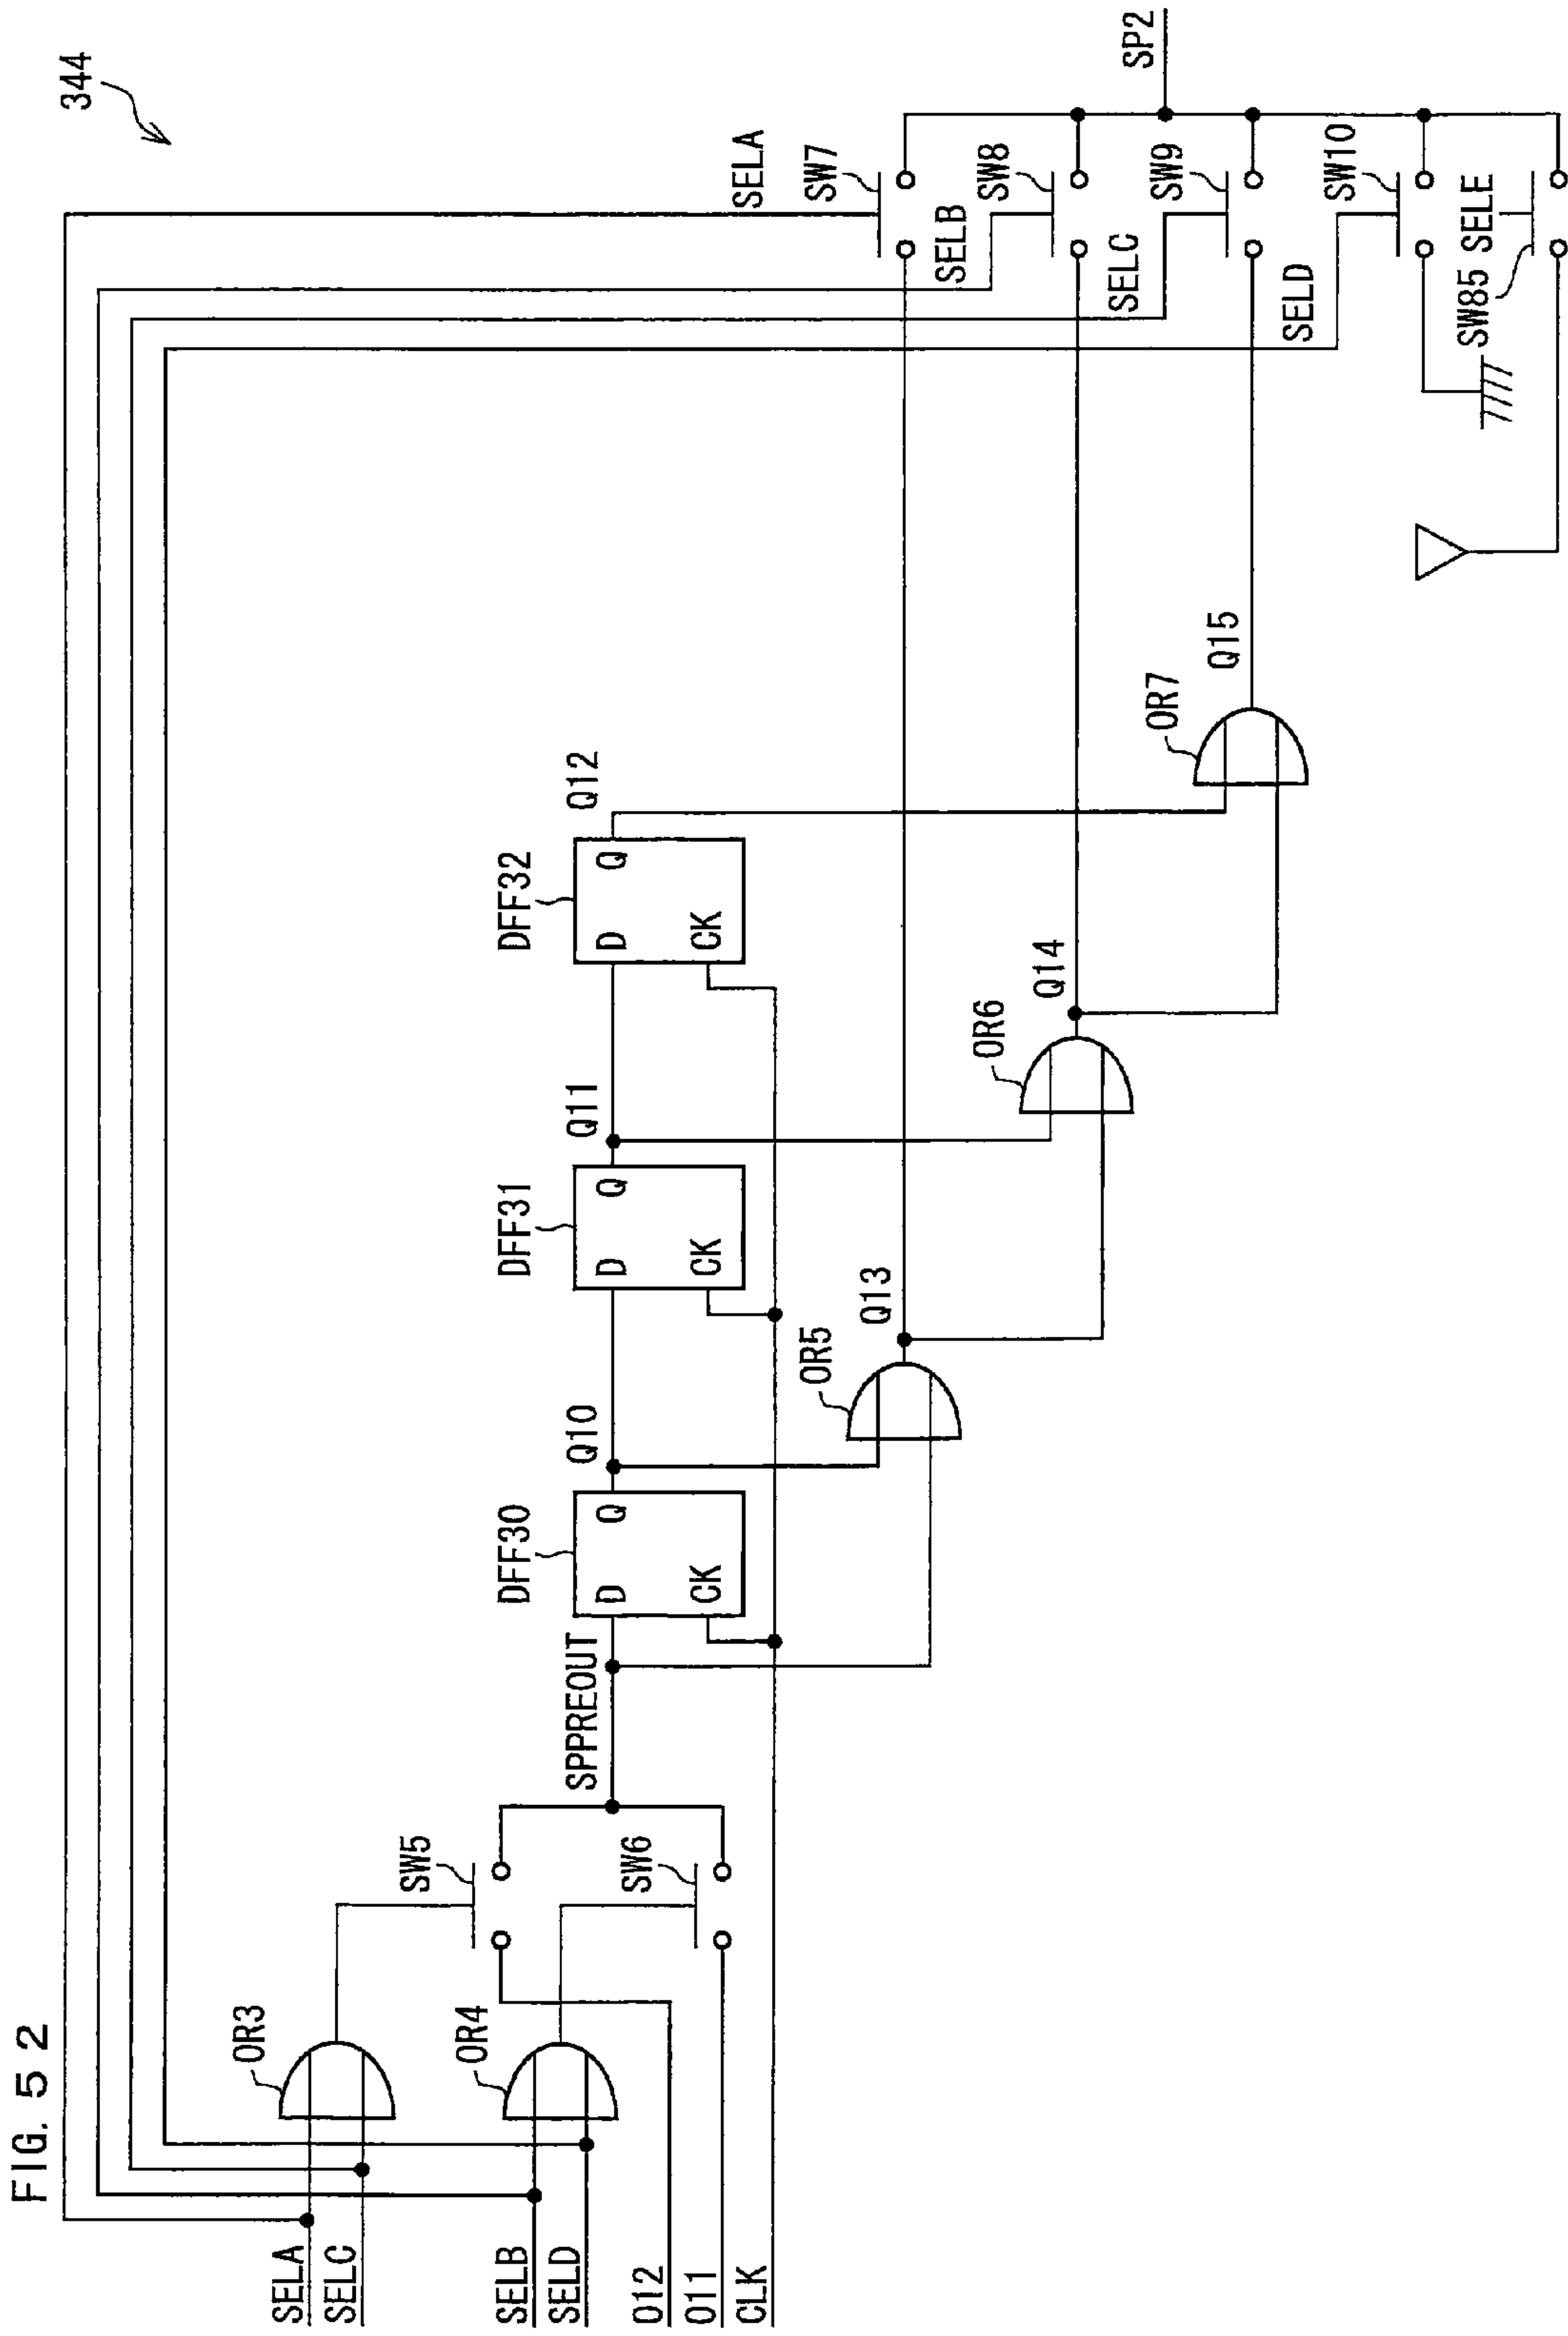 FIG. 52
344
SELA
SELC
SELB
SELD
O12
O11
CLK
OR3
OR4
SW5
SW6
SPPREOUT
DFF30
D
Q
CK
Q10
DFF31
D
Q
CK
Q11
DFF32
D
Q
CK
Q12
OR5
Q13
OR6
Q14
OR7
Q15
SELA
SW7
SELB
SW8
SELC
SW9
SELD
SW10
SW85
SELE
SP2